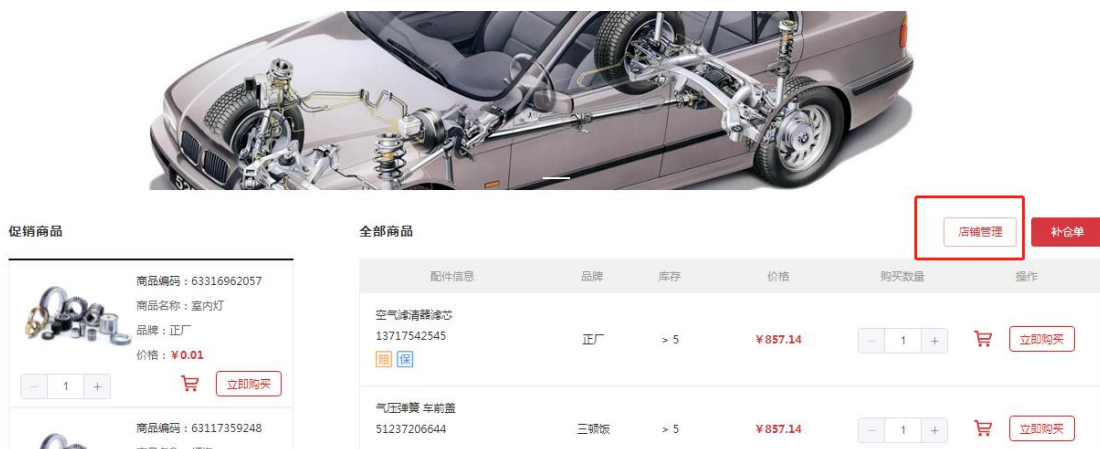 促销商品
商品编码：63316962057
商品名称：室内灯
品牌：正厂
价格：￥0.01
- 1 +
立即购买
商品编码：63117359248
全部商品
店铺管理
补仓单
配件信息 品牌 库存 价格 购买数量 操作
空气滤清器滤芯
13717542545
赔 保
正厂 > 5 ￥857.14 - 1 + 立即购买
气压弹簧 车前盖
51237206644
三顿饭 > 5 ￥857.14 - 1 + 立即购买